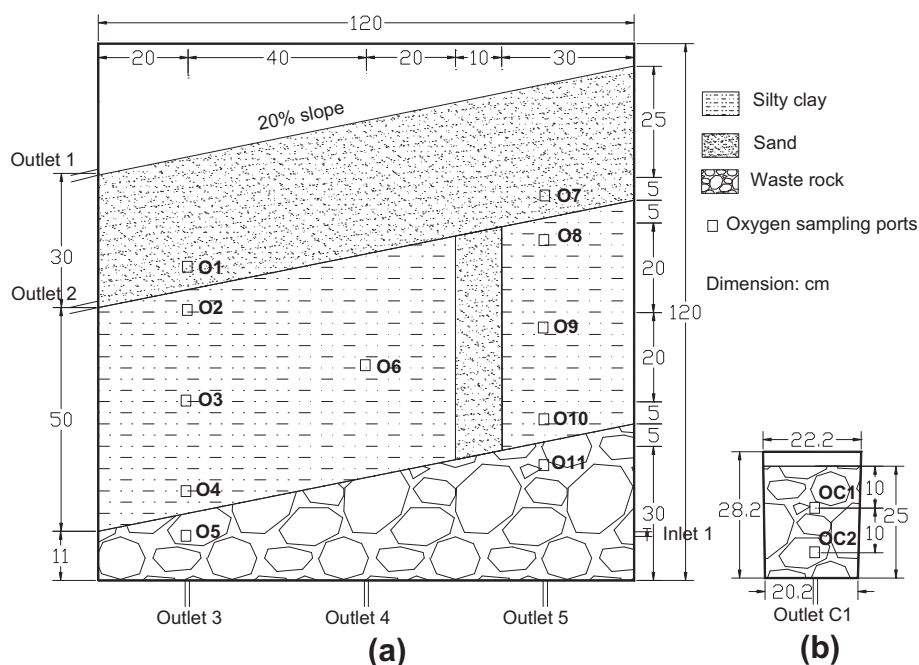 120
20 40 20 10 30
20% slope
25
Silty clay
Sand
Outlet 1
Waste rock
5
O7
5
O8
Oxygen sampling ports
30
O1
20
Outlet 2
O2
Dimension: cm
120
O9
O6
20
O3
50
O10
5
5
22.2
O11
O4
OC1
10
28.2
25
30
Inlet 1
O5
OC2
10
11
20.2
Outlet 3
Outlet 4
Outlet 5
Outlet C1
(a)
(b)